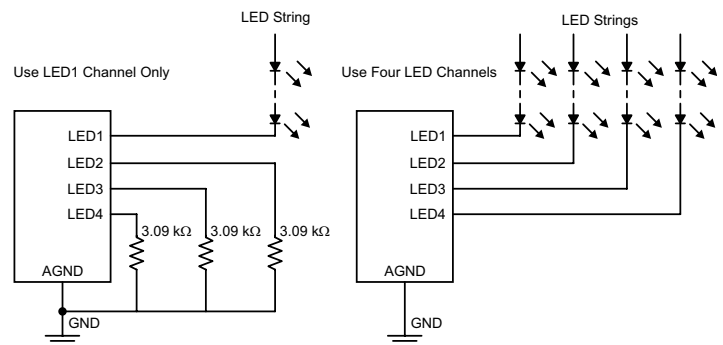 LED String
Use LED1 Channel Only
LED1
LED2
LED3
LED4
3.09 kΩ 3.09 kΩ 3.09 kΩ
AGND
GND
LED Strings
Use Four LED Channels
LED1
LED2
LED3
LED4
AGND
GND